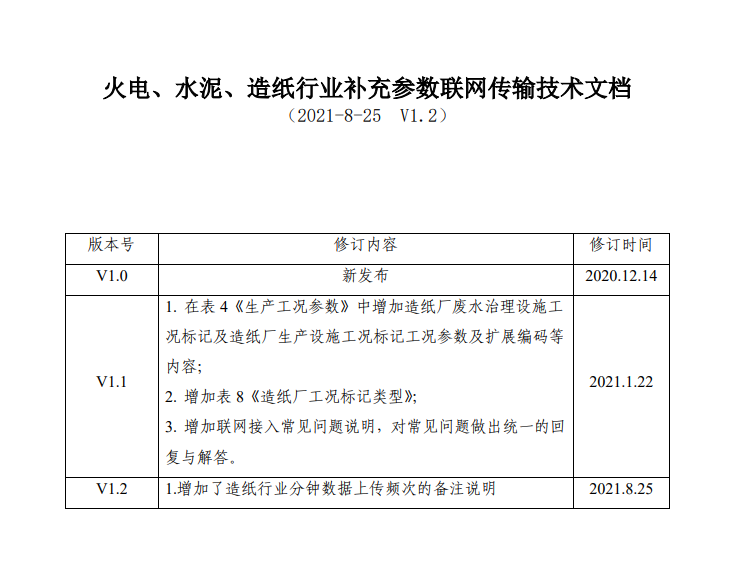 火电、水泥、造纸行业补充参数联网传输技术文档
（2021-8-25  V1.2）
版本号 修订内容 修订时间
V1.0 新发布 2020.12.14
V1.1
1. 在表 4《生产工况参数》中增加造纸厂废水治理设施工
况标记及造纸厂生产设施工况标记工况参数及扩展编码等
内容;
2. 增加表 8《造纸厂工况标记类型》;
3. 增加联网接入常见问题说明，对常见问题做出统一的回
复与解答。
2021.1.22
V1.2 1.增加了造纸行业分钟数据上传频次的备注说明 2021.8.25